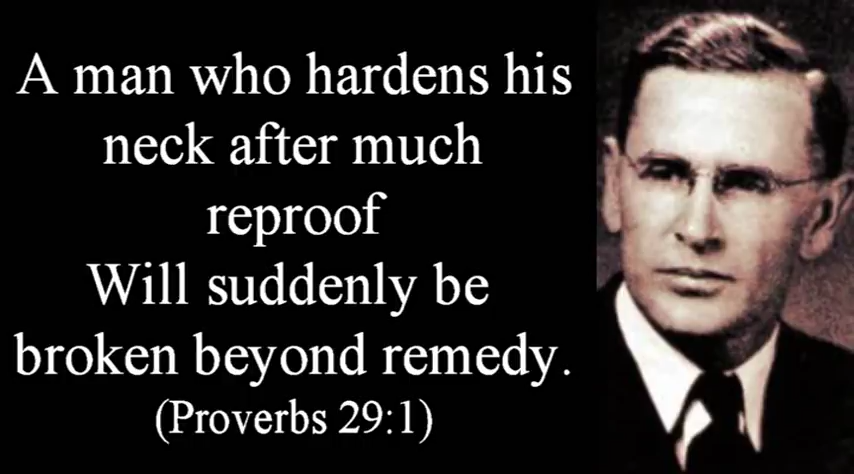 A man who hardens his
neck after much
reproof
Will suddenly be
broken beyond remedy.
(Proverbs 29:1)